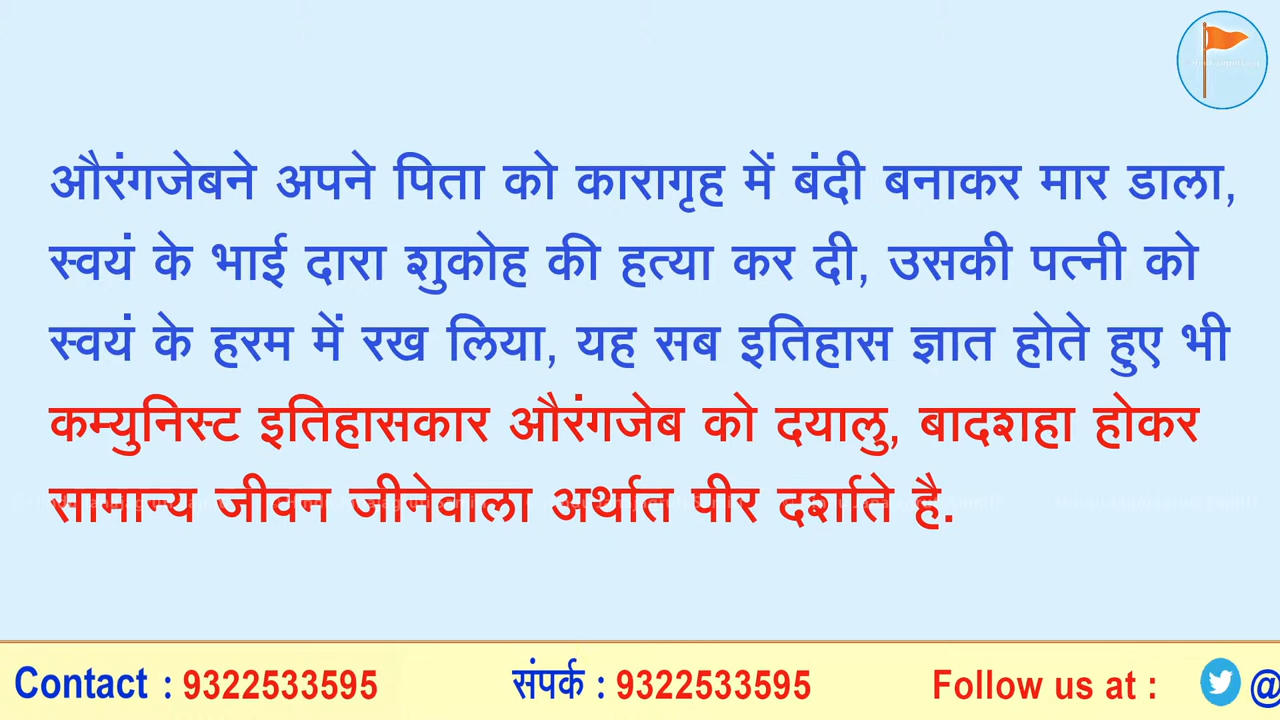 औरंगजेबने अपने पिता को कारागृह में बंदी बनाकर मार डाला,
स्वयं के भाई दारा शुकोह की हत्या कर दी, उसकी पत्नी को
स्वयं के हरम में रख लिया, यह सब इतिहास ज्ञात होते हुए भी
कम्युनिस्ट इतिहासकार औरंगजेब को दयालु, बादशहा होकर
सामान्य जीवन जीनेवाला अर्थात पीर दर्शाते है.
Contact : 9322533595 संपर्क : 9322533595 Follow us at : @